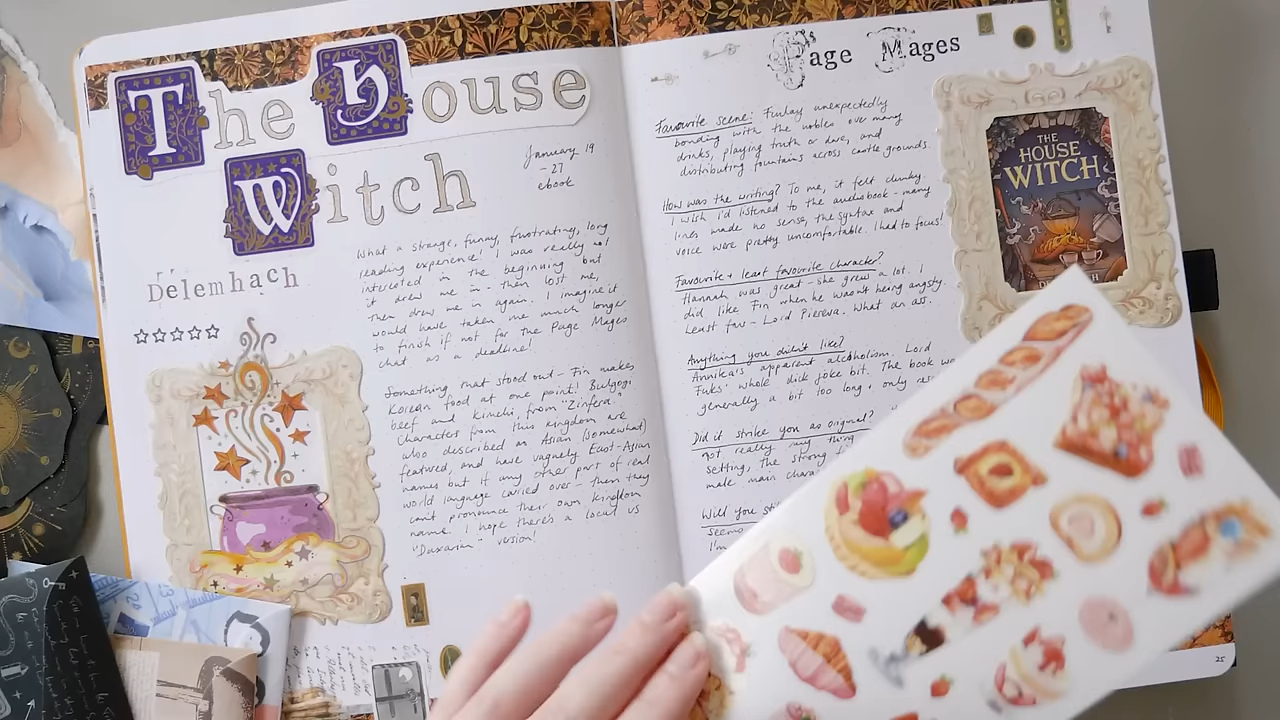 The House
Witch
January 19
- 27
ebook
Delemhach
What a strange, funny, frustrating, long
reading experience! I was really not
interested in the beginning but
it drew me in - then lost me,
then drew me in again. I imagine it
would have taken me much longer
to finish if not for the Page Mages
chat as a deadline!
Something that stood out - Fin makes
Korean food at one point! Bulgogi
beef and kimchi, from "Zinfera".
Characters from this kingdom are
also described as Asian (somewhat)
featured, and have vaguely East-Asian
names but if any other part of real
world language carried over - then they
can't pronounce their own kingdom
name. I hope there's a local vs
"Daxarian" version!
Page Mages
Favourite scene: Finlay unexpectedly
bonding with the nobles over many
drinks, playing truth or dare, and
distributing fountains across castle grounds.
How was the writing? To me, it felt clunky.
I wish I'd listened to the audiobook - many
lines made no sense, the syntax and
voice were pretty uncomfortable. I had to focus!
Favourite + least favourite character?
Hannah was great - she grew a lot. I
did like Fin when he wasn't being angsty.
Least fav - Lord Piereva. What an ass.
Anything you didn't like?
Annika's apparent alcoholism. Lord
Fuks' whole dick joke bit. The book
generally a bit too long, only
Did it strike you as original?
not really my thing
setting, the strong
male main
Will you
seems
I'm
THE
HOUSE
WITCH
25